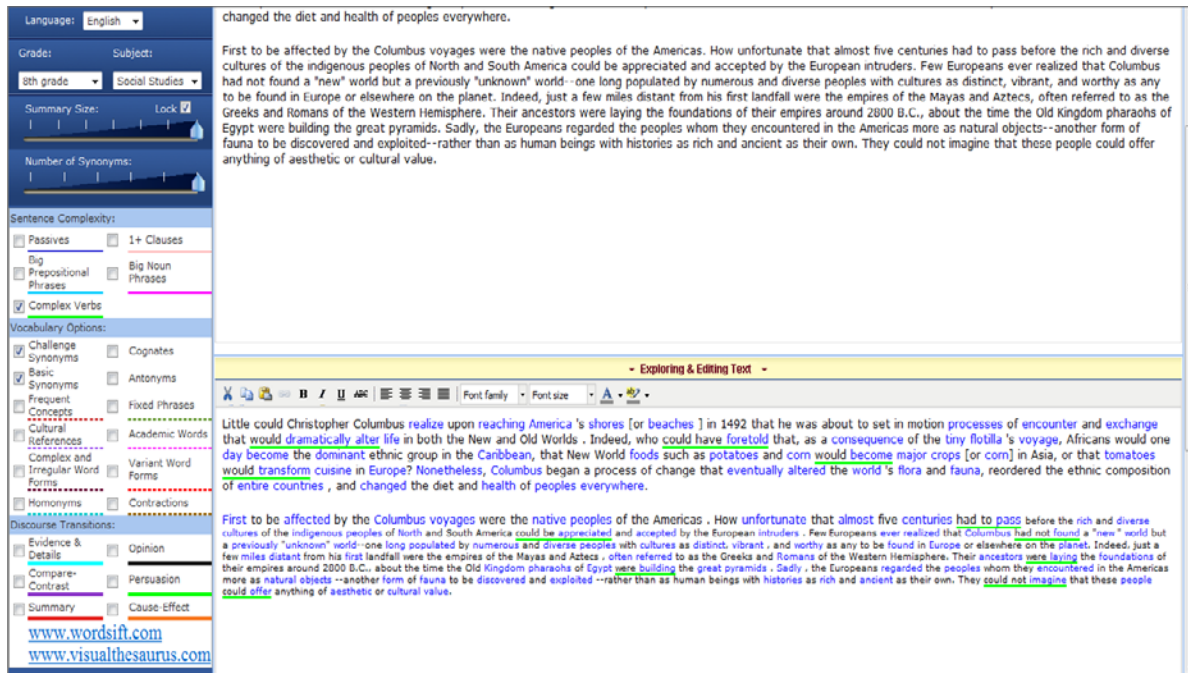 Language: English
Grade: Subject:
8th grade Social Studies
Summary Size: Lock
Number of Synonyms:
Sentence Complexity:
Passives 1+ Clauses
Big Prepositional Phrases Big Noun Phrases
Complex Verbs
Vocabulary Options:
Challenge Synonyms Cognates
Basic Synonyms Antonyms
Frequent Concepts Fixed Phrases
Cultural References Academic Words
Complex and Irregular Word Forms Variant Word Forms
Homonyms Contractions
Discourse Transitions:
Evidence & Details Opinion
Compare-Contrast Persuasion
Summary Cause-Effect
www.wordsift.com
www.visualthesaurus.com
changed the diet and health of peoples everywhere.
First to be affected by the Columbus voyages were the native peoples of the Americas. How unfortunate that almost five centuries had to pass before the rich and diverse
cultures of the indigenous peoples of North and South America could be appreciated and accepted by the European intruders. Few Europeans ever realized that Columbus
had not found a "new" world but a previously "unknown" world--one long populated by numerous and diverse peoples with cultures as distinct, vibrant, and worthy as any
to be found in Europe or elsewhere on the planet. Indeed, just a few miles distant from his first landfall were the empires of the Mayas and Aztecs, often referred to as the
Greeks and Romans of the Western Hemisphere. Their ancestors were laying the foundations of their empires around 2800 B.C., about the time the Old Kingdom pharaohs of
Egypt were building the great pyramids. Sadly, the Europeans regarded the peoples whom they encountered in the Americas more as natural objects--another form of
fauna to be discovered and exploited--rather than as human beings with histories as rich and ancient as their own. They could not imagine that these people could offer
anything of aesthetic or cultural value.
Exploring & Editing Text
B I U ABC Font family Font size A ab
Little could Christopher Columbus realize upon reaching America 's shores [or beaches ] in 1492 that he was about to set in motion processes of encounter and exchange
that would dramatically alter life in both the New and Old Worlds . Indeed, who could have foretold that, as a consequence of the tiny flotilla 's voyage, Africans would one
day become the dominant ethnic group in the Caribbean, that New World foods such as potatoes and corn would become major crops [or corn] in Asia, or that tomatoes
would transform cuisine in Europe? Nonetheless, Columbus began a process of change that eventually altered the world 's flora and fauna, reordered the ethnic composition
of entire countries , and changed the diet and health of peoples everywhere.
First to be affected by the Columbus voyages were the native peoples of the Americas . How unfortunate that almost five centuries had to pass before the rich and diverse
cultures of the indigenous peoples of North and South America could be appreciated and accepted by the European intruders . Few Europeans ever realized that Columbus had not found a "new " world but
a previously "unknown" world--one long populated by numerous and diverse peoples with cultures as distinct, vibrant , and worthy as any to be found in Europe or elsewhere on the planet. Indeed, just a
few miles distant from his first landfall were the empires of the Mayas and Aztecs , often referred to as the Greeks and Romans of the Western Hemisphere. Their ancestors were laying the foundations of
their empires around 2800 B.C., about the time the Old Kingdom pharaohs of Egypt were building the great pyramids . Sadly , the Europeans regarded the peoples whom they encountered in the Americas
more as natural objects --another form of fauna to be discovered and exploited --rather than as human beings with histories as rich and ancient as their own. They could not imagine that these people
could offer anything of aesthetic or cultural value.